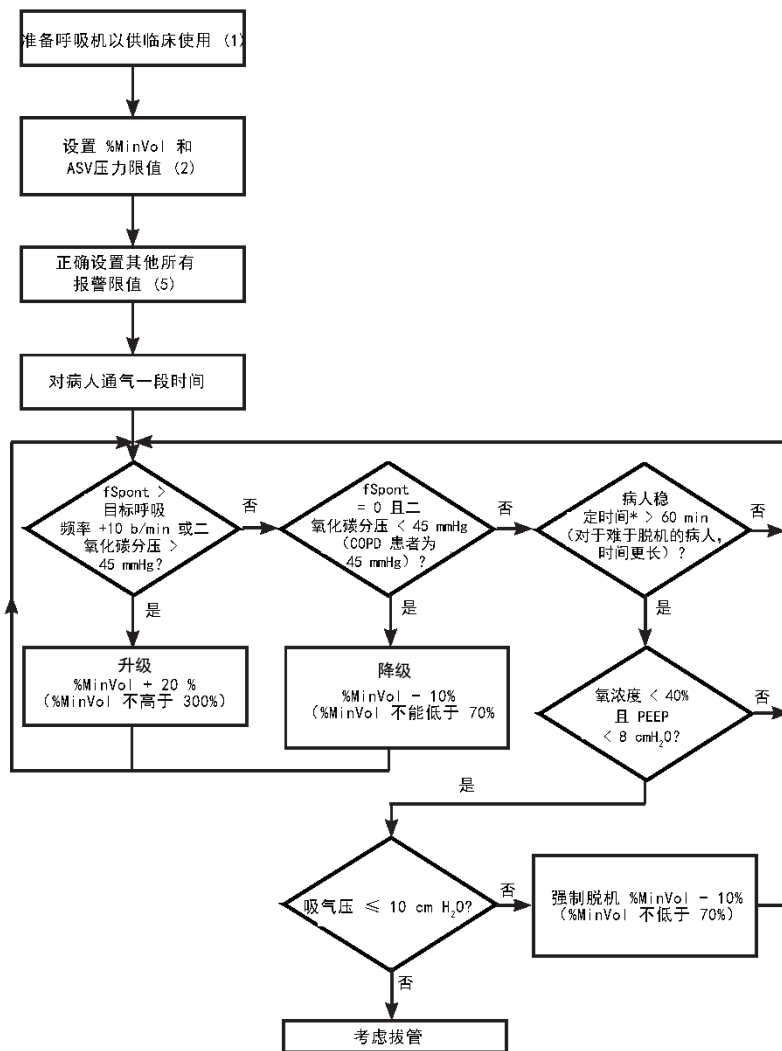 准备呼吸机以供临床使用 (1)
设置 %MinVol 和
ASV压力限值 (2)
正确设置其他所有
报警限值 (5)
对病人通气一段时间
fSpont >
目标呼吸
频率 +10 b/min 或二
氧化碳分压 >
45 mmHg?
否
是
fSpont
= 0 且二
氧化碳分压 < 45 mmHg
(COPD 患者为
45 mmHg)?
否
是
病人稳
定时间* > 60 min
(对于难于脱机的病人,
时间更长)?
否
是
升级
%MinVol + 20 %
(%MinVol 不高于 300%)
降级
%MinVol - 10%
(%MinVol 不能低于 70%
氧浓度 < 40%
且 PEEP
< 8 cmH₂O?
否
是
吸气压 ≤ 10 cm H₂O?
否
强制脱机 %MinVol - 10%
(%MinVol 不低于 70%)
否
考虑拔管